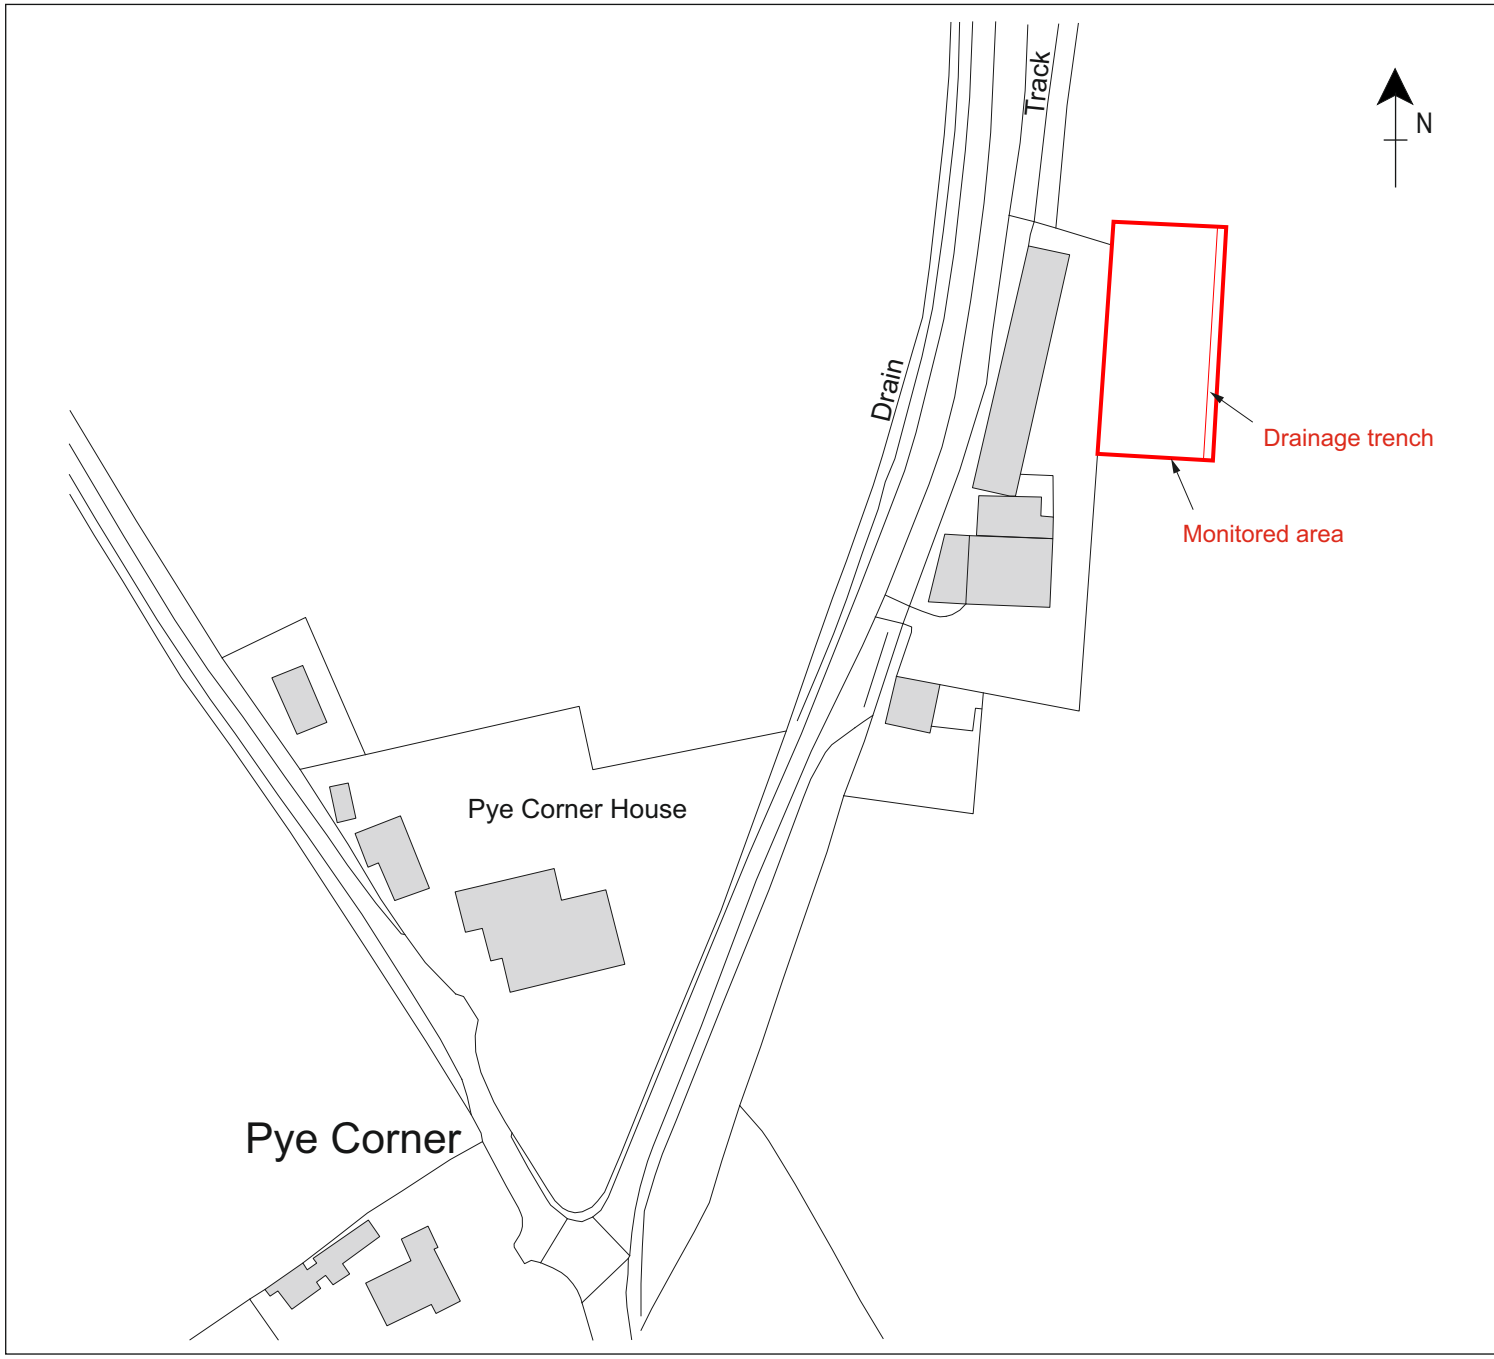 Track
N
Drain
Drainage trench
Monitored area
Pye Corner House
Pye Corner